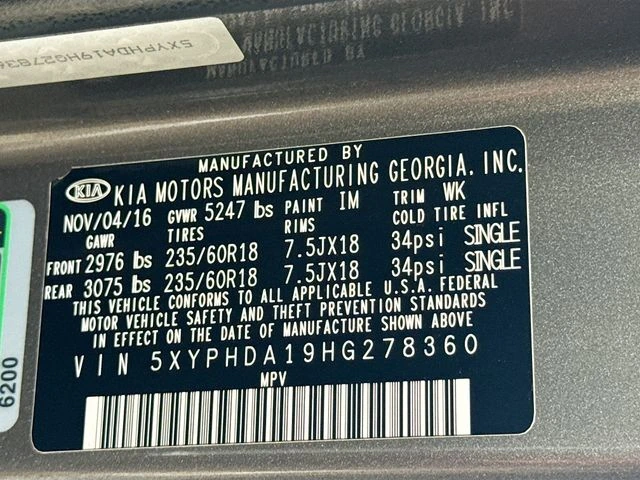 5XYPHDA19HG27836
MANUFACTURED BY
KIA KIA MOTORS MANUFACTURING GEORGIA, INC.
NOV/04/16 GVWR 5247 lbs PAINT IM TRIM WK
GAWR TIRES RIMS COLD TIRE INFL
FRONT 2976 lbs 235/60R18 7.5JX18 34psi SINGLE
REAR 3075 lbs 235/60R18 7.5JX18 34psi SINGLE
THIS VEHICLE CONFORMS TO ALL APPLICABLE U.S.A. FEDERAL
MOTOR VEHICLE SAFETY AND THEFT PREVENTION STANDARDS
IN EFFECT ON THE DATE OF MANUFACTURE SHOWN ABOVE
VIN 5XYPHDA19HG278360
MPV
6200